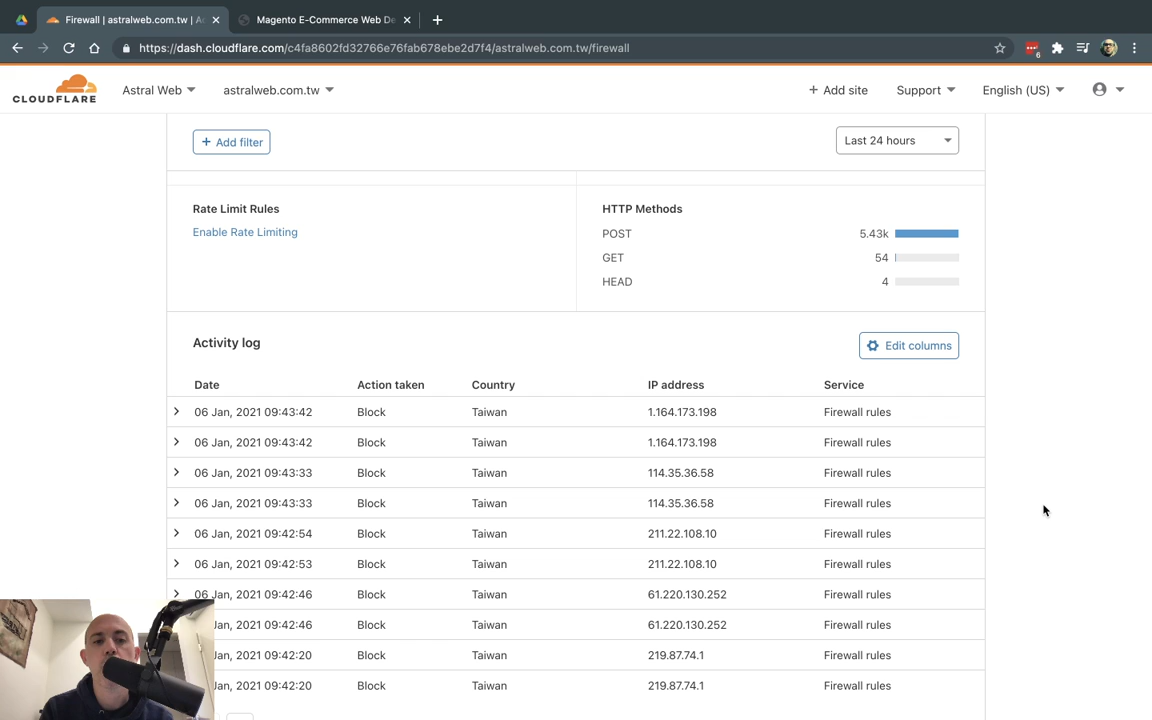 Firewall | astralweb.com.tw | A
Magento E-Commerce Web De
https://dash.cloudflare.com/c4fa8602fd32766e76fab678ebe2d7f4/astralweb.com.tw/firewall
6
CLOUDFLARE
Astral Web
astralweb.com.tw
+ Add site
Support
English (US)
+ Add filter
Last 24 hours
Rate Limit Rules
Enable Rate Limiting
HTTP Methods
POST 5.43k
GET 54
HEAD 4
Activity log
Edit columns
Date Action taken Country IP address Service
06 Jan, 2021 09:43:42 Block Taiwan 1.164.173.198 Firewall rules
06 Jan, 2021 09:43:42 Block Taiwan 1.164.173.198 Firewall rules
06 Jan, 2021 09:43:33 Block Taiwan 114.35.36.58 Firewall rules
06 Jan, 2021 09:43:33 Block Taiwan 114.35.36.58 Firewall rules
06 Jan, 2021 09:42:54 Block Taiwan 211.22.108.10 Firewall rules
06 Jan, 2021 09:42:53 Block Taiwan 211.22.108.10 Firewall rules
06 Jan, 2021 09:42:46 Block Taiwan 61.220.130.252 Firewall rules
Jan, 2021 09:42:46 Block Taiwan 61.220.130.252 Firewall rules
Jan, 2021 09:42:20 Block Taiwan 219.87.74.1 Firewall rules
Jan, 2021 09:42:20 Block Taiwan 219.87.74.1 Firewall rules